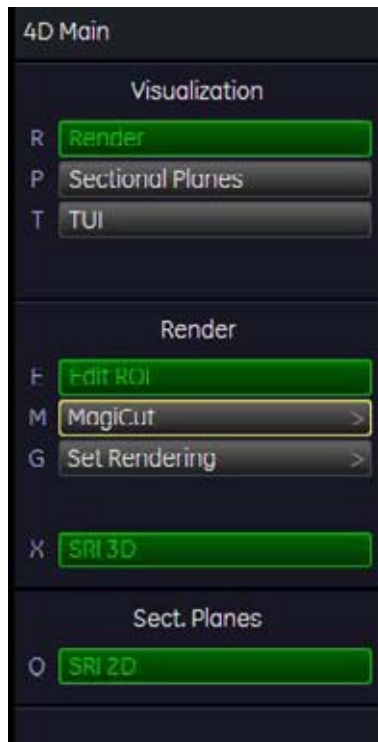 4D Main
Visualization
R Render
P Sectional Planes
T TUI
Render
E Edit ROI
M MagiCut >
G Set Rendering >
X SRI 3D
Sect. Planes
O SRI 2D